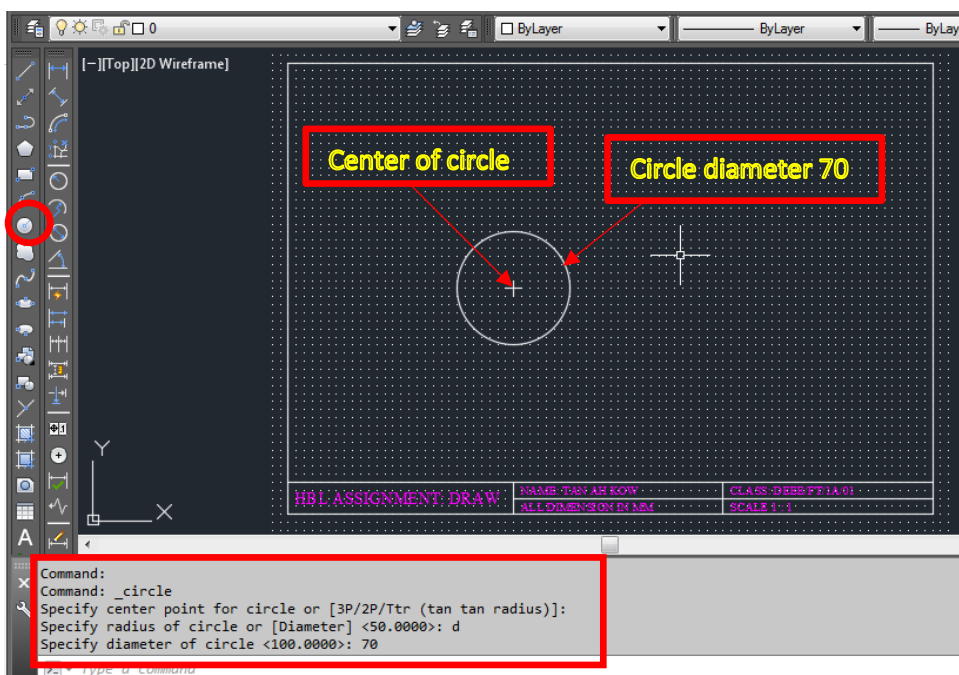 0
ByLayer
ByLayer
ByLay
[−][Top][2D Wireframe]
Center of circle
Circle diameter 70
Y
X
HBL ASSIGNMENT: DRAW
NAME: TAN AH KOW
CLASS: DEEB/FT/1A/01
ALL DIMENSION IN MM
SCALE 1 : 1
A
Command:
Command: _circle
Specify center point for circle or [3P/2P/Ttr (tan tan radius)]:
Specify radius of circle or [Diameter] <50.0000>: d
Specify diameter of circle <100.0000>: 70
Type a command